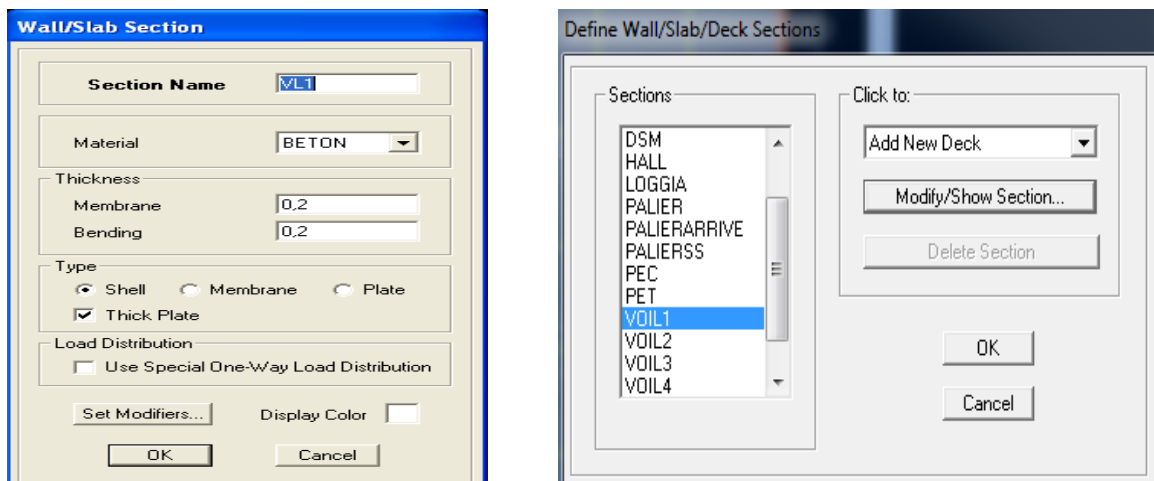 Wall/Slab Section
Section Name VL1
Material BETON
Thickness
Membrane 0,2
Bending 0,2
Type
Shell Membrane Plate
Thick Plate
Load Distribution
Use Special One-Way Load Distribution
Set Modifiers... Display Color
OK Cancel
Define Wall/Slab/Deck Sections
Sections
DSM
HALL
LOGGIA
PALIER
PALIERARRIVE
PALIERSS
PEC
PET
VOIL1
VOIL2
VOIL3
VOIL4
Click to:
Add New Deck
Modify/Show Section...
Delete Section
OK
Cancel